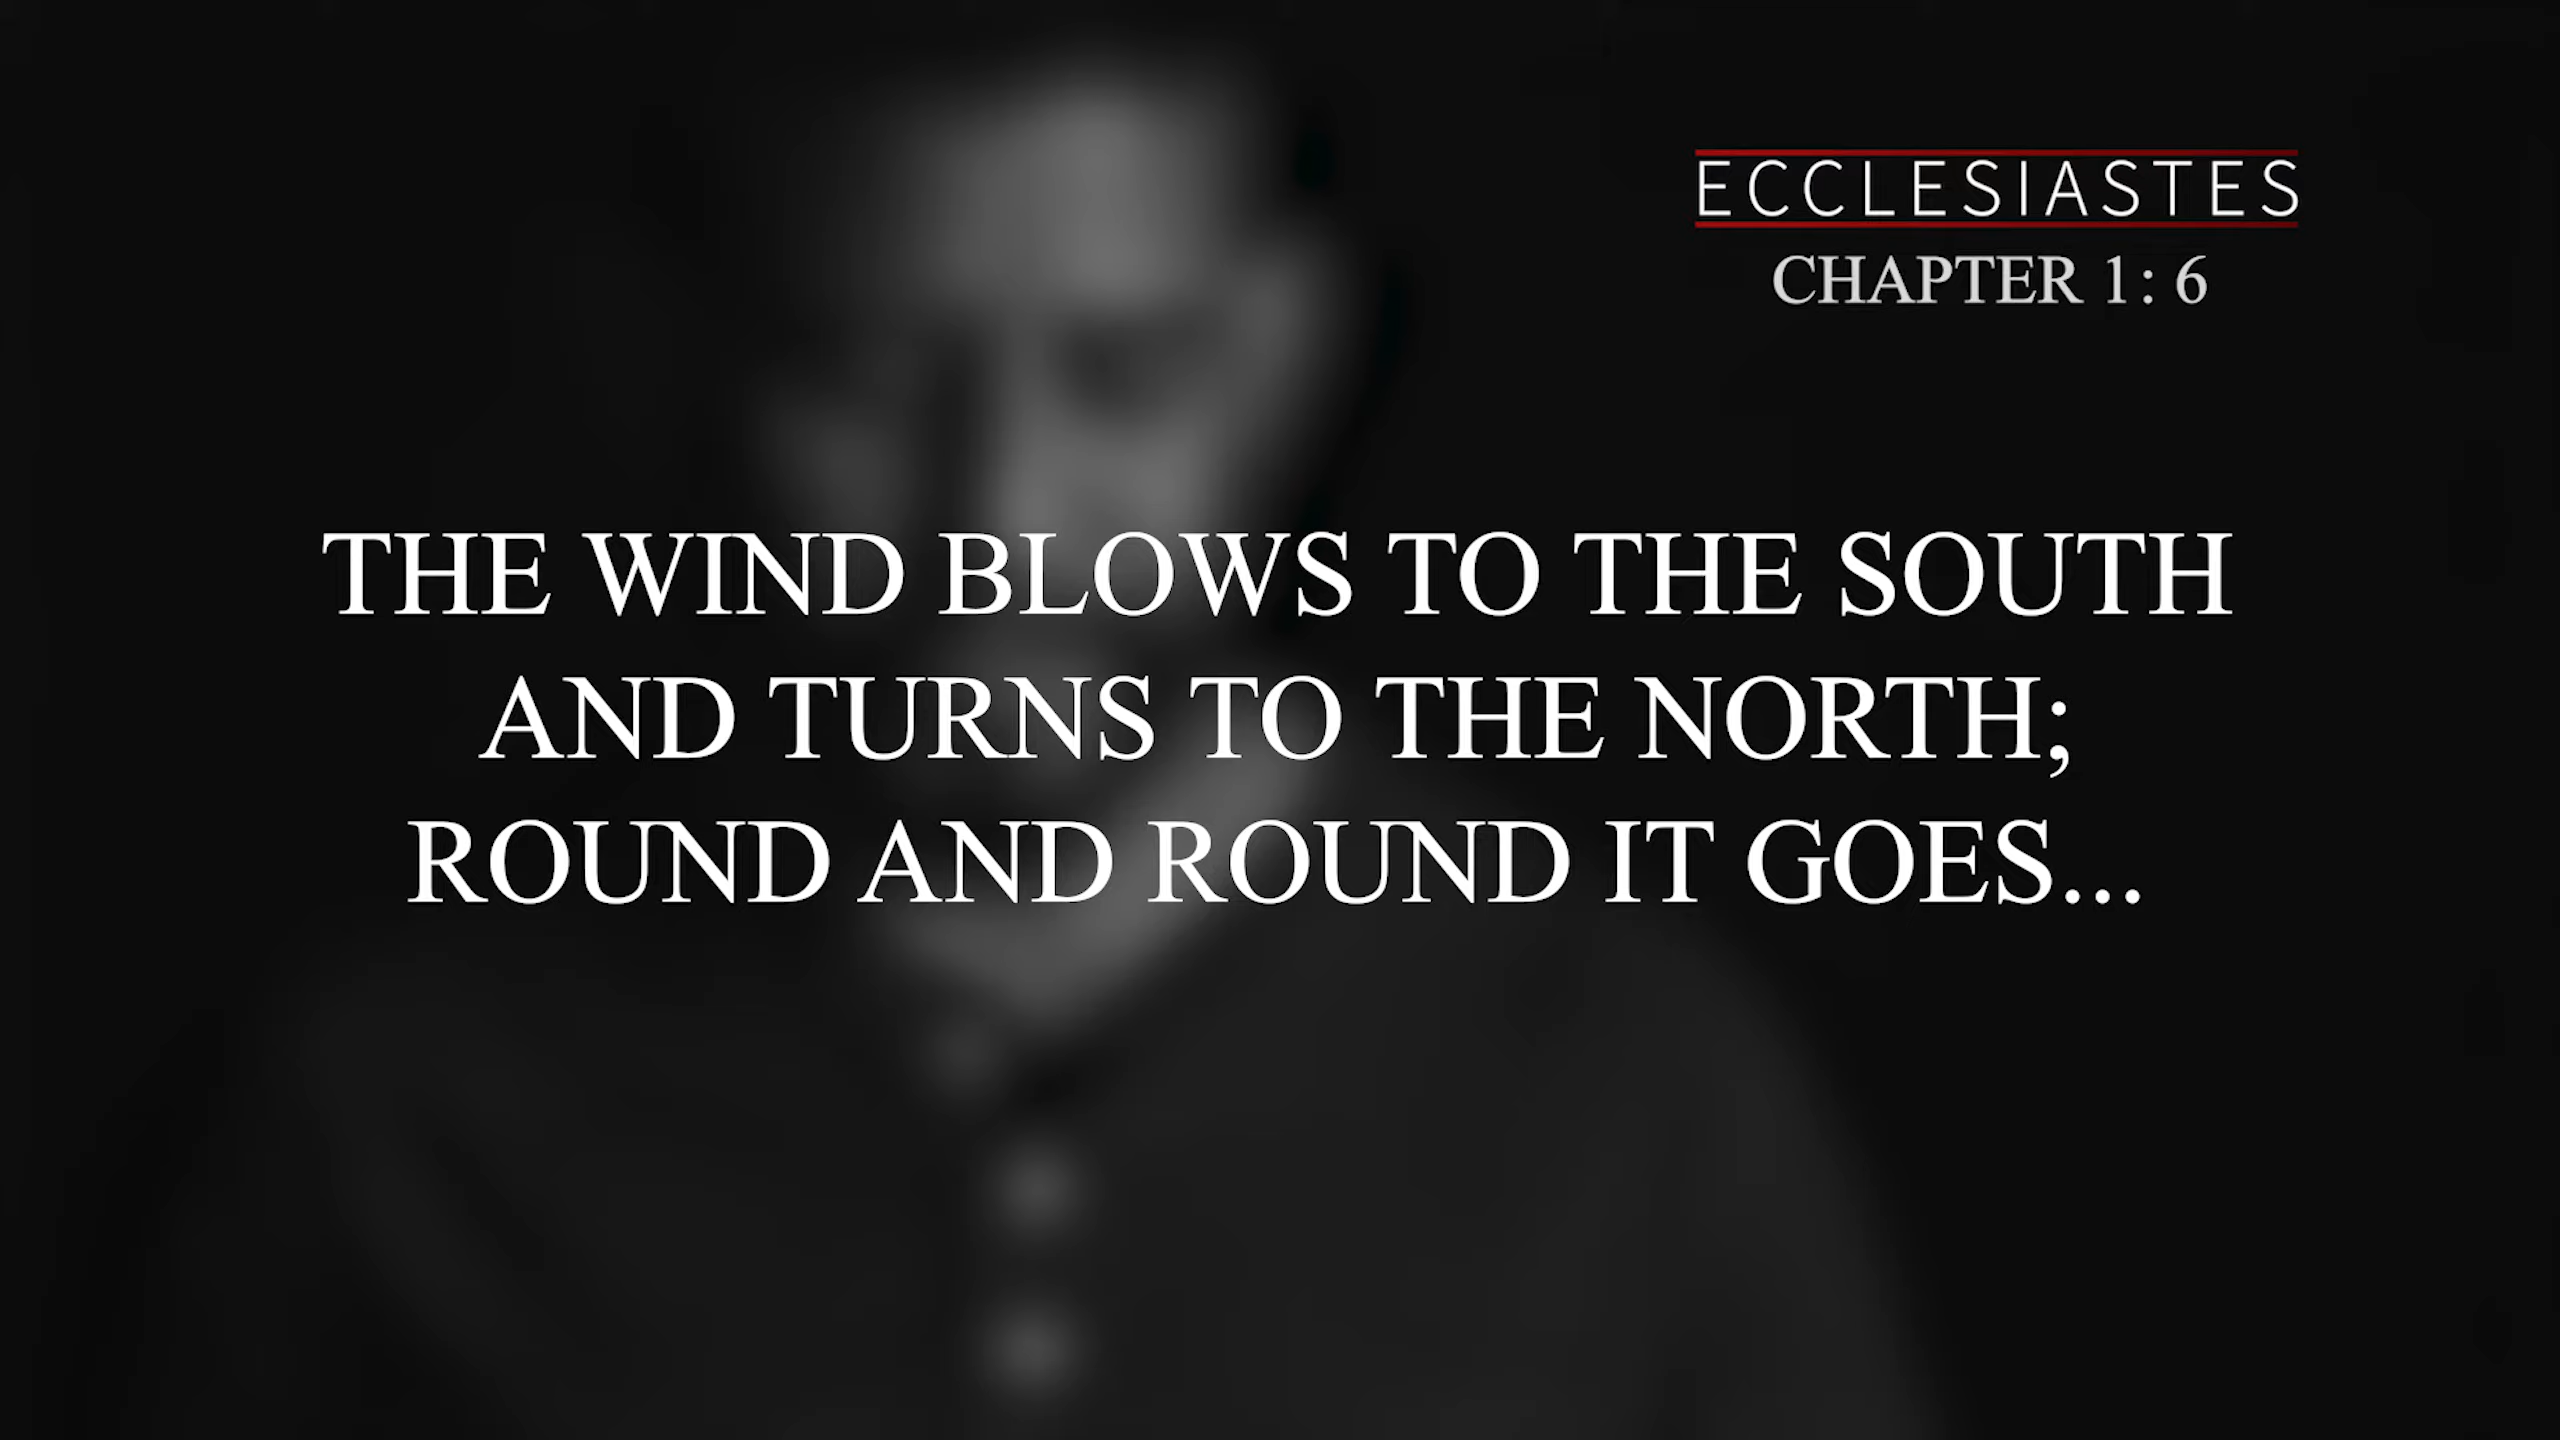 ECCLESIASTES
CHAPTER 1: 6
THE WIND BLOWS TO THE SOUTH
AND TURNS TO THE NORTH;
ROUND AND ROUND IT GOES...